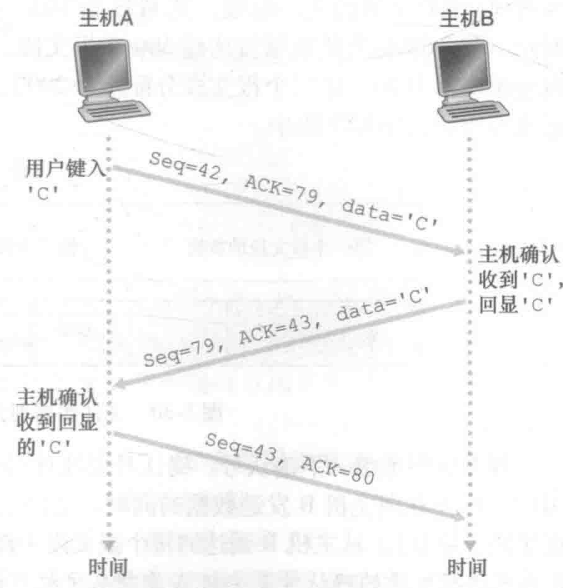 主机A
主机B
用户键入
'C'
Seq=42, ACK=79, data='C'
主机确认
收到'C',
回显'C'
Seq=79, ACK=43, data='C'
主机确认
收到回显
的'C'
Seq=43, ACK=80
时间
时间